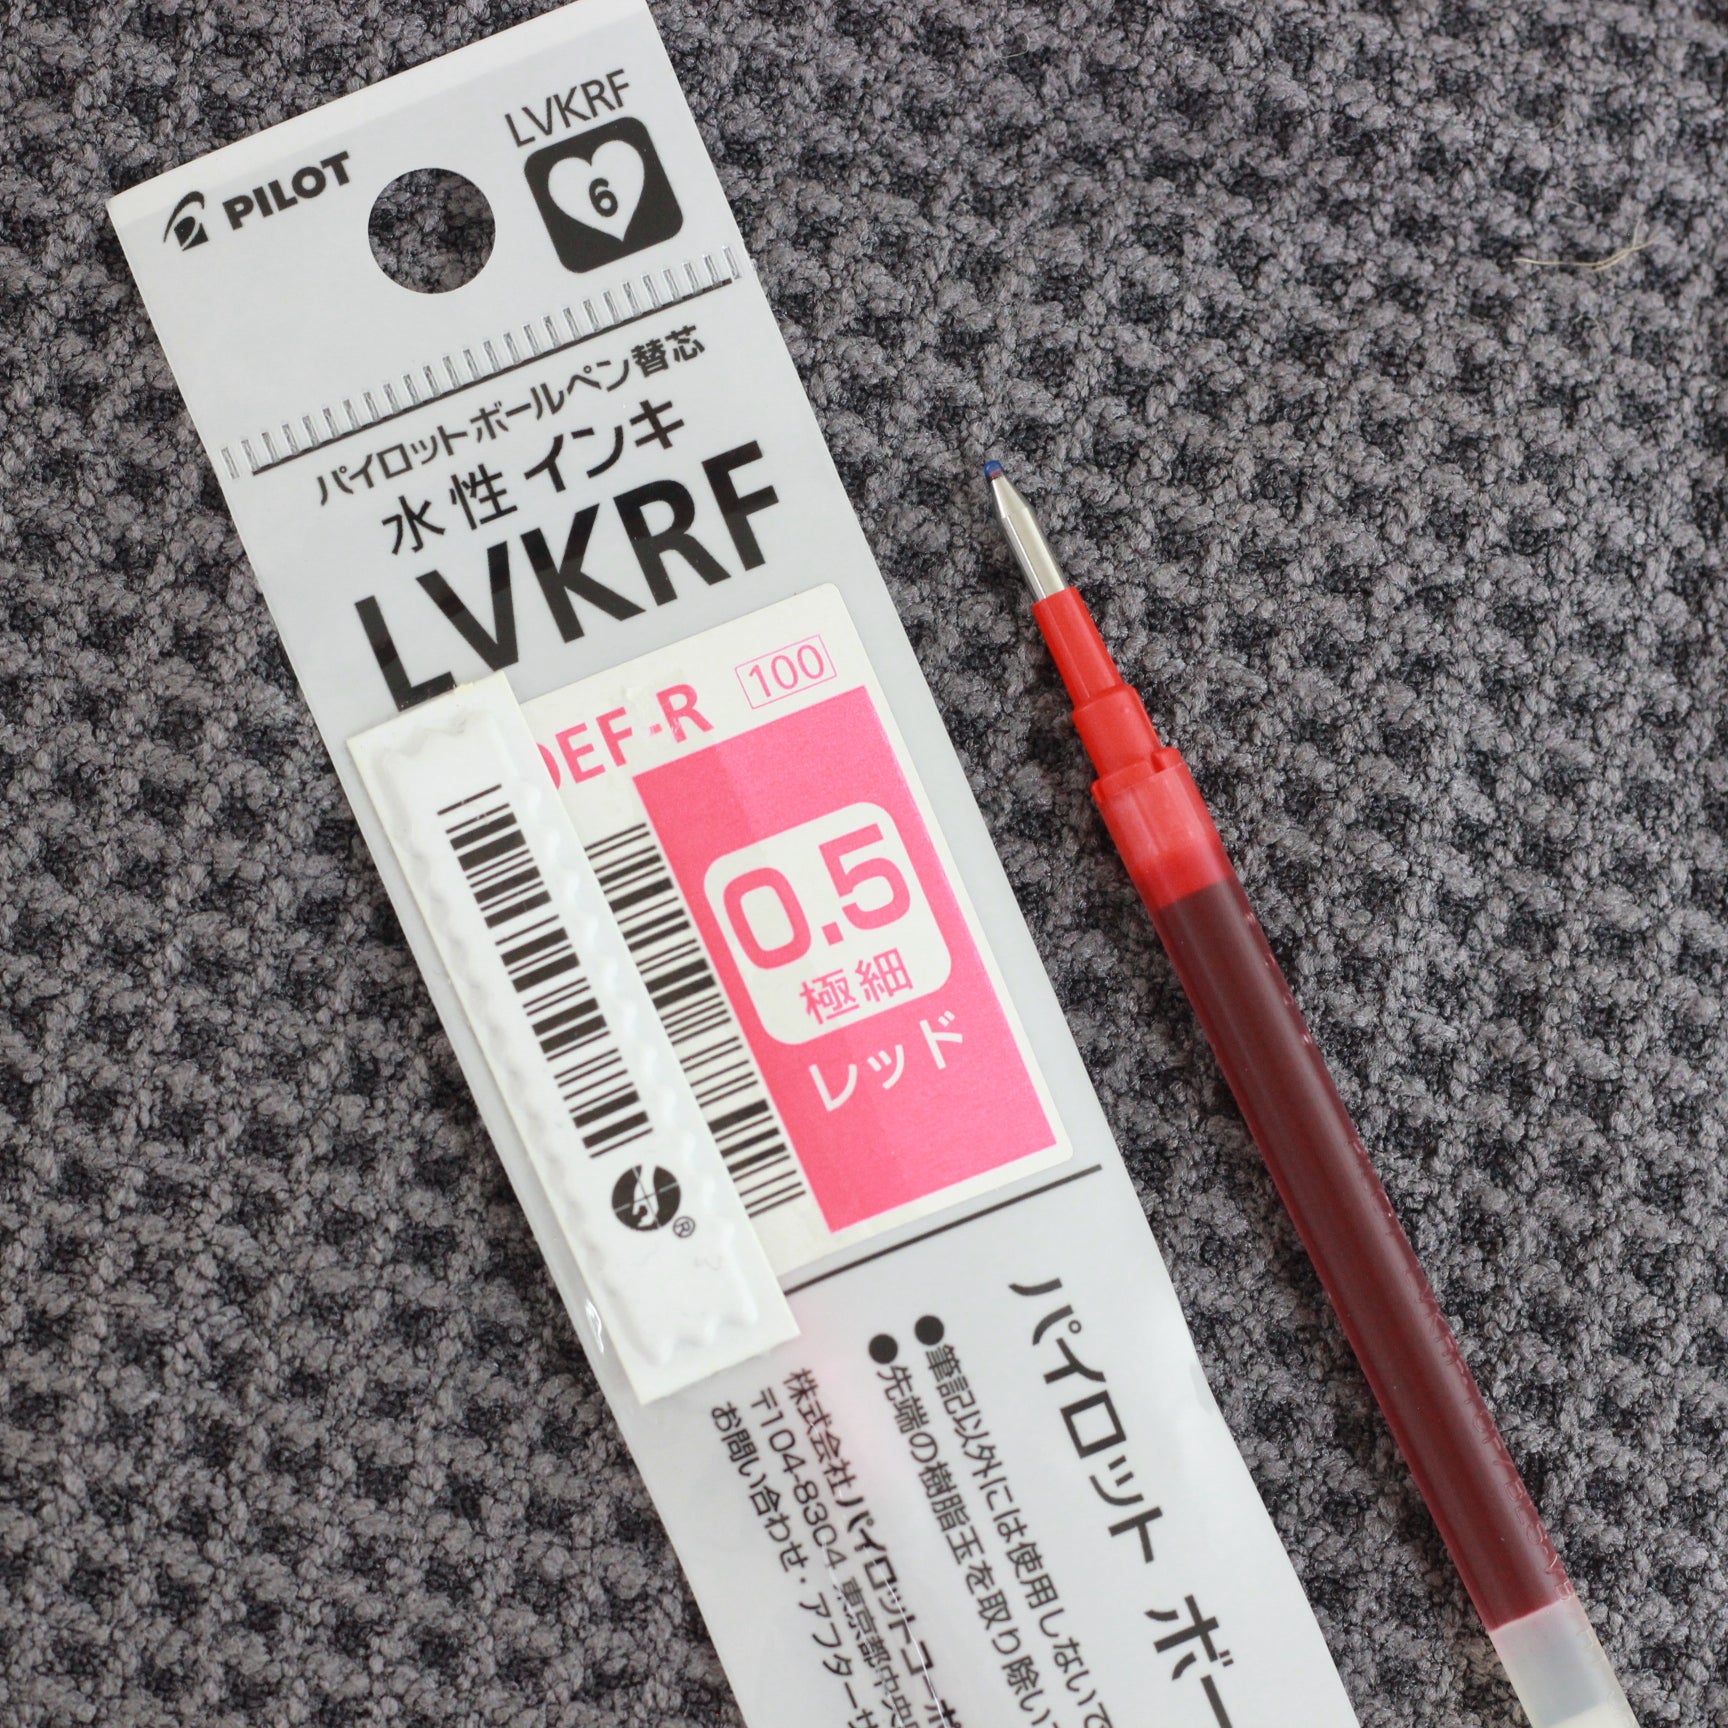 PILOT
LVKRF
6
パイロットボールペン替芯
水性インキ
LVKRF
100
0.5
極細
レッド
パイロット ボー
●筆記以外には使用しないで
●先端の樹脂玉を取り除い
株式会社パイロットコーポ
〒104-8304 東京都中央
お問い合わせ・アフターサ